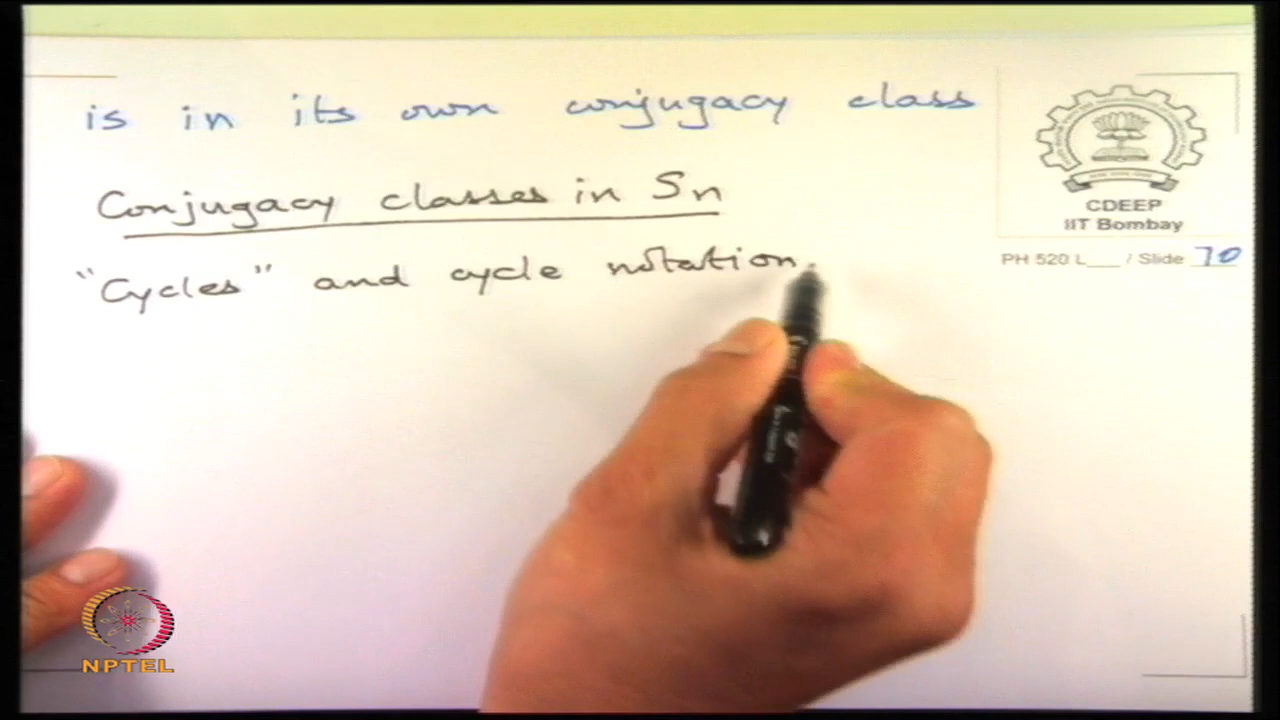 is in its own conjugacy class
Conjugacy classes in Sn
"Cycles" and cycle notation.
CDEEP
IIT Bombay
PH 520 L___ / Slide 70
NPTEL